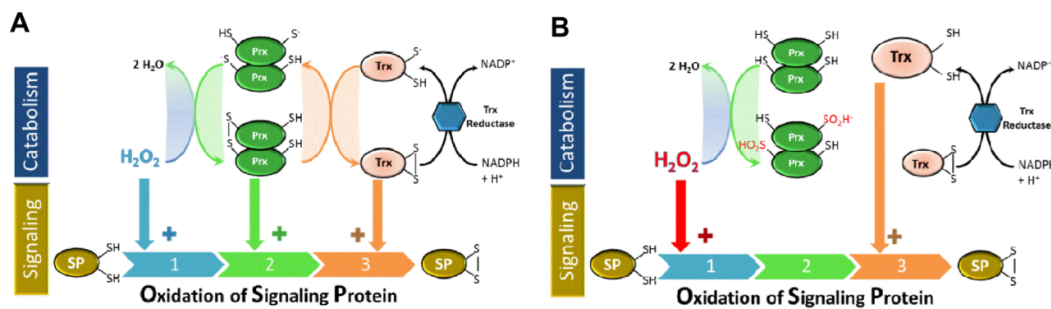 A
Catabolism
Signaling
2 H₂O
H₂O₂
HS
S⁻
Prx
⁻S
SH
Prx
S
S
SH
Prx
Prx
SH
S⁻
Trx
SH
Trx
S
S
NADP⁺
Trx
Reductase
NADPH
+ H⁺
+
+
+
SP
SH
SH
1
2
3
SP
S
S
Oxidation of Signaling Protein
B
Catabolism
Signaling
2 H₂O
H₂O₂
HS
SH
Prx
HS
SH
Prx
HS
SO₂H⁻
Prx
HO₂S
SH
Prx
SH
Trx
SH
Trx
S
S
NADP⁺
Trx
Reductase
NADPH
+ H⁺
+
+
SP
SH
SH
1
2
3
SP
S
S
Oxidation of Signaling Protein